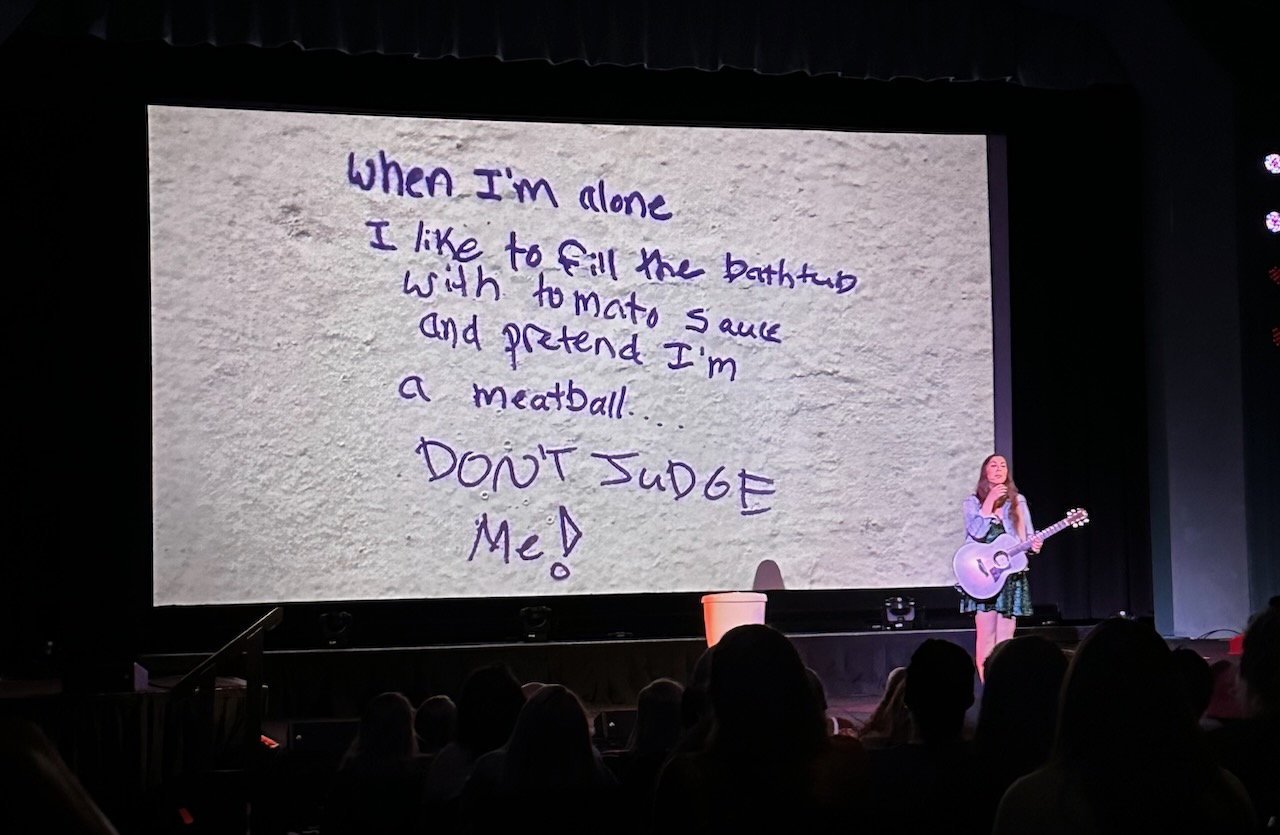 When I'm alone
I like to fill the bathtub
with tomato sauce
and pretend I'm
a meatball....
DON'T JUDGE
Me!